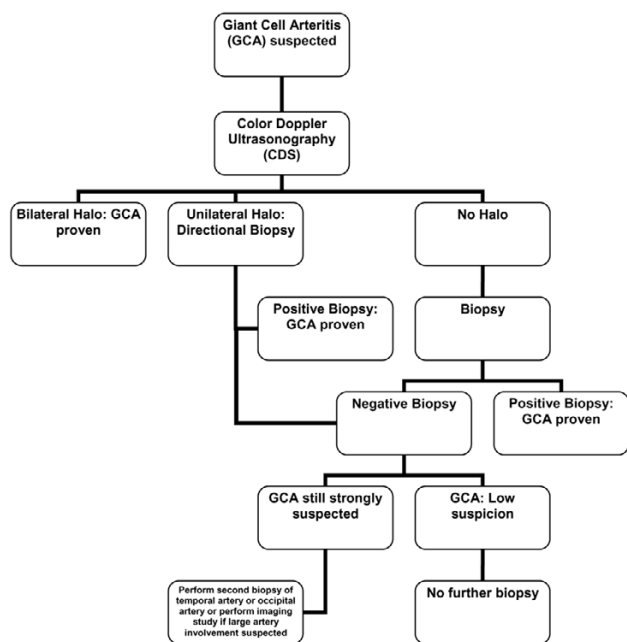 Giant Cell Arteritis
(GCA) suspected
Color Doppler
Ultrasonography
(CDS)
Bilateral Halo: GCA
proven
Unilateral Halo:
Directional Biopsy
No Halo
Positive Biopsy:
GCA proven
Biopsy
Negative Biopsy
Positive Biopsy:
GCA proven
GCA still strongly
suspected
GCA: Low
suspicion
Perform second biopsy of
temporal artery or occipital
artery or perform imaging
study if large artery
involvement suspected
No further biopsy